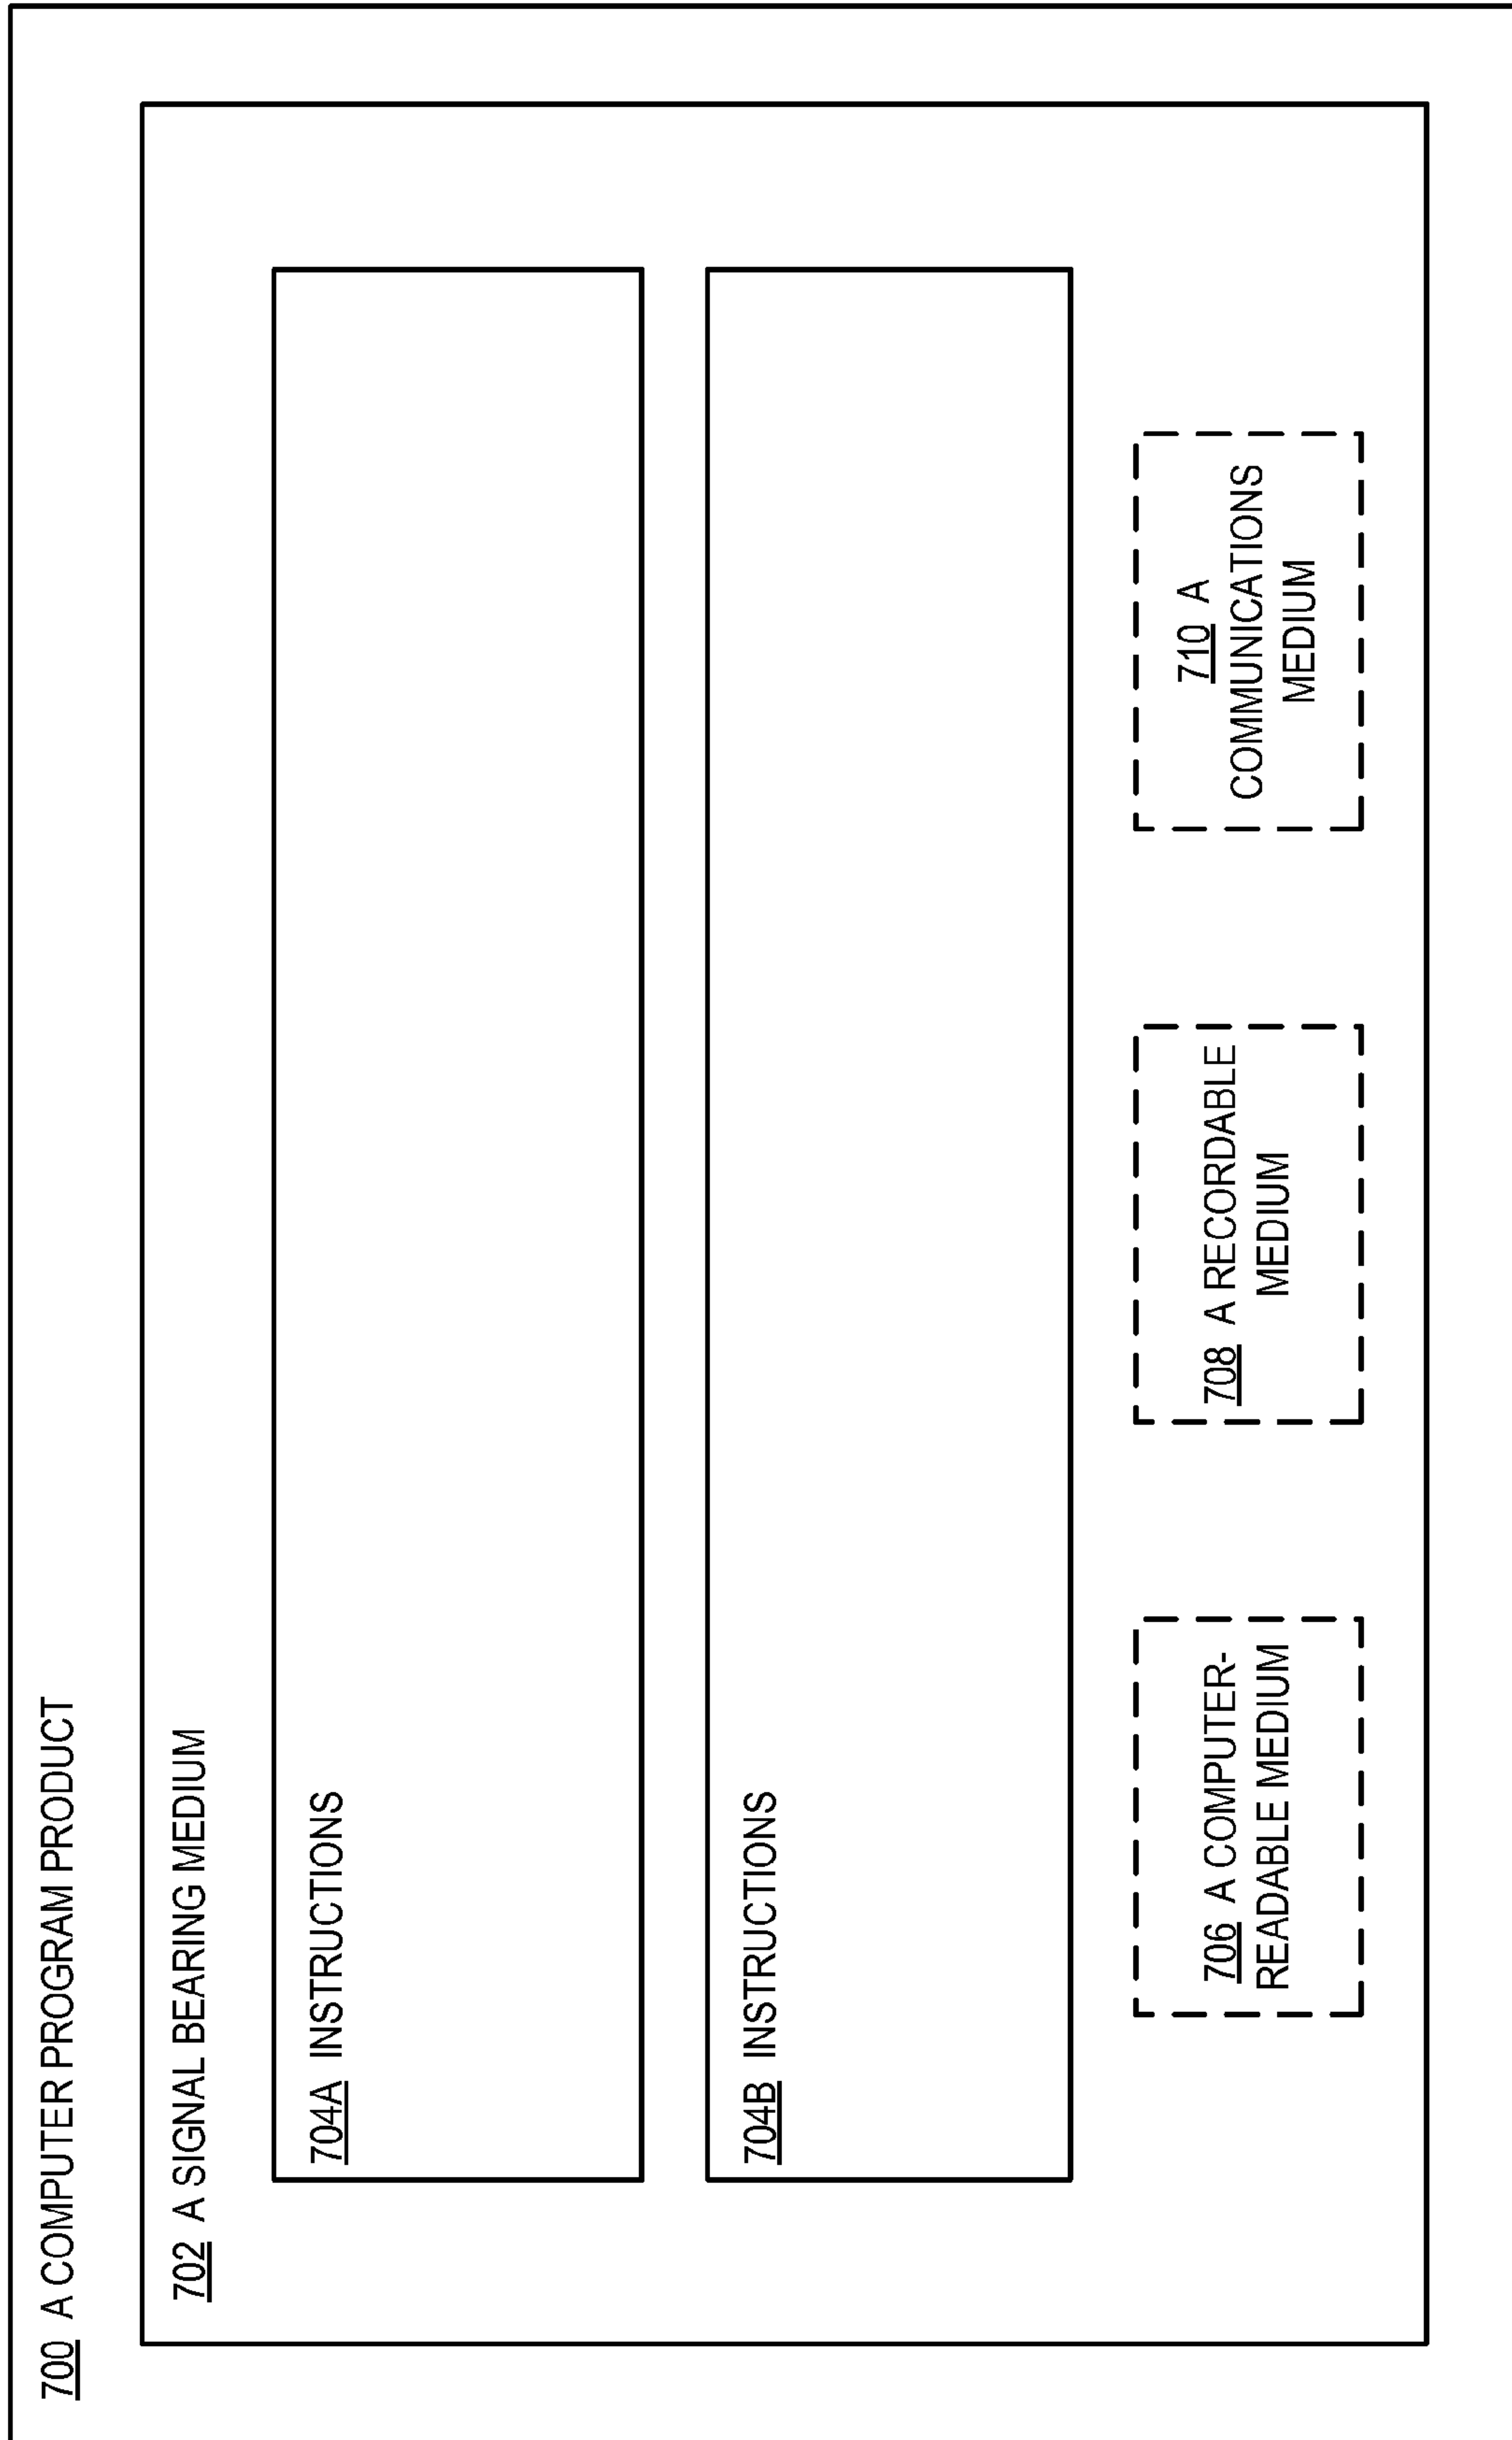 700 A COMPUTER PROGRAM PRODUCT
702 A SIGNAL BEARING MEDIUM
704A INSTRUCTIONS
704B INSTRUCTIONS
706 A COMPUTER-
READABLE MEDIUM
708 A RECORDABLE
MEDIUM
710 A
COMMUNICATIONS
MEDIUM